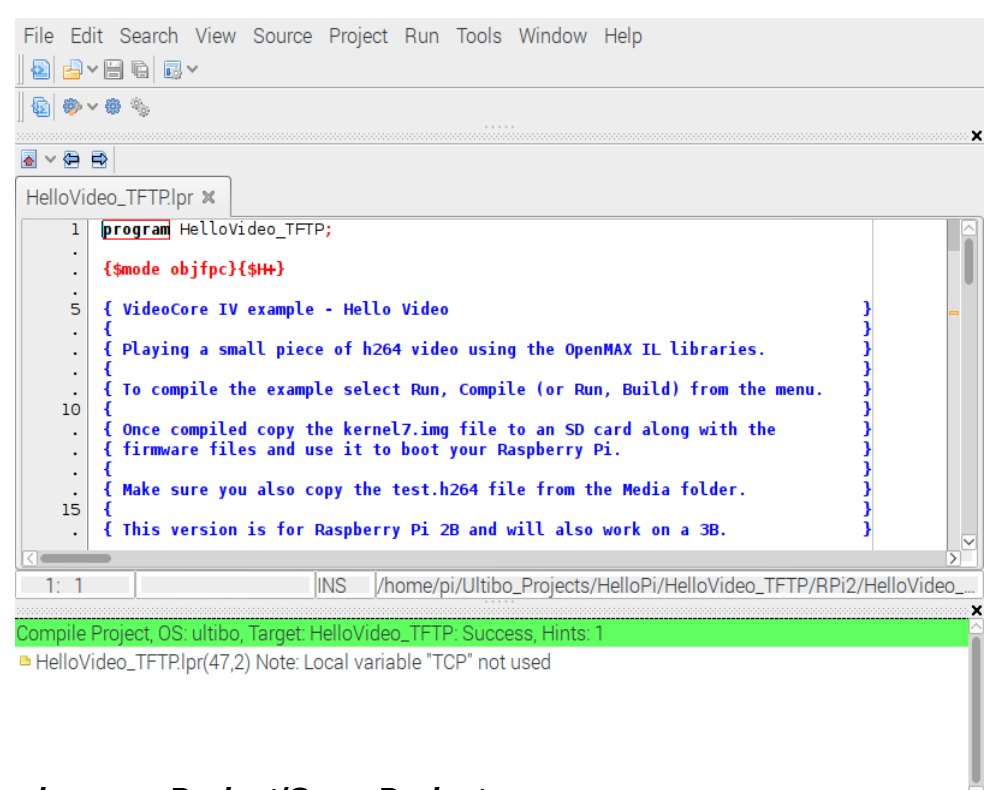 File Edit Search View Source Project Run Tools Window Help
HelloVideo_TFTP.lpr
1 program HelloVideo_TFTP;
.
. {$mode objfpc}{$H+}
.
5 { VideoCore IV example - Hello Video }
. { }
. { Playing a small piece of h264 video using the OpenMAX IL libraries. }
. { }
. { To compile the example select Run, Compile (or Run, Build) from the menu. }
10 { }
. { Once compiled copy the kernel7.img file to an SD card along with the }
. { firmware files and use it to boot your Raspberry Pi. }
. { }
. { Make sure you also copy the test.h264 file from the Media folder. }
15 { }
. { This version is for Raspberry Pi 2B and will also work on a 3B. }
1: 1 INS /home/pi/Ultibo_Projects/HelloPi/HelloVideo_TFTP/RPi2/HelloVideo_...
Compile Project, OS: ultibo, Target: HelloVideo_TFTP: Success, Hints: 1
HelloVideo_TFTP.lpr(47,2) Note: Local variable "TCP" not used